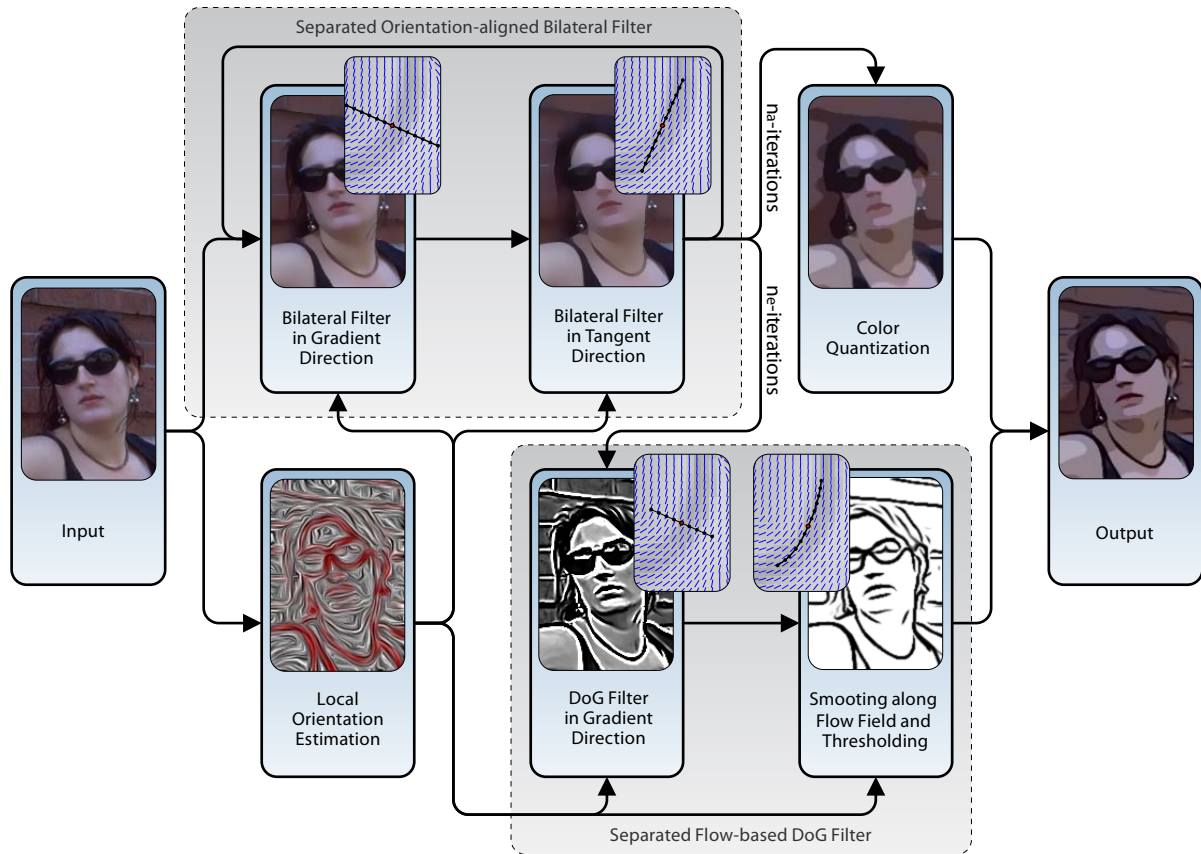 Separated Orientation-aligned Bilateral Filter
Bilateral Filter
in Gradient
Direction
Bilateral Filter
in Tangent
Direction
na-iterations
ne-iterations
Color
Quantization
Input
Output
Local
Orientation
Estimation
DoG Filter
in Gradient
Direction
Smooting along
Flow Field and
Thresholding
Separated Flow-based DoG Filter